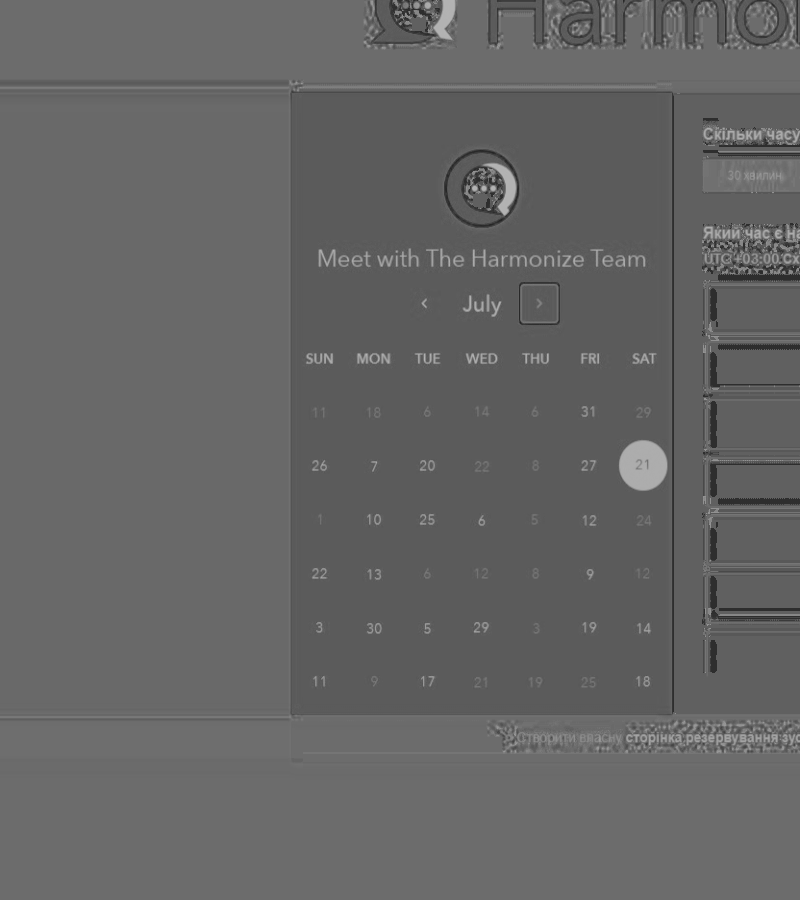 Harmo
Meet with The Harmonize Team
‹ July ›
SUN MON TUE WED THU FRI SAT
11 18 6 14 6 31 29
26 7 20 22 8 27 21
1 10 25 6 5 12 24
22 13 6 12 8 9 12
3 30 5 29 3 19 14
11 9 17 21 19 25 18
Скільки часу
30 хвилин
Який час є на
UTC +03:00 Сх
Створити власну сторінка резервування зус